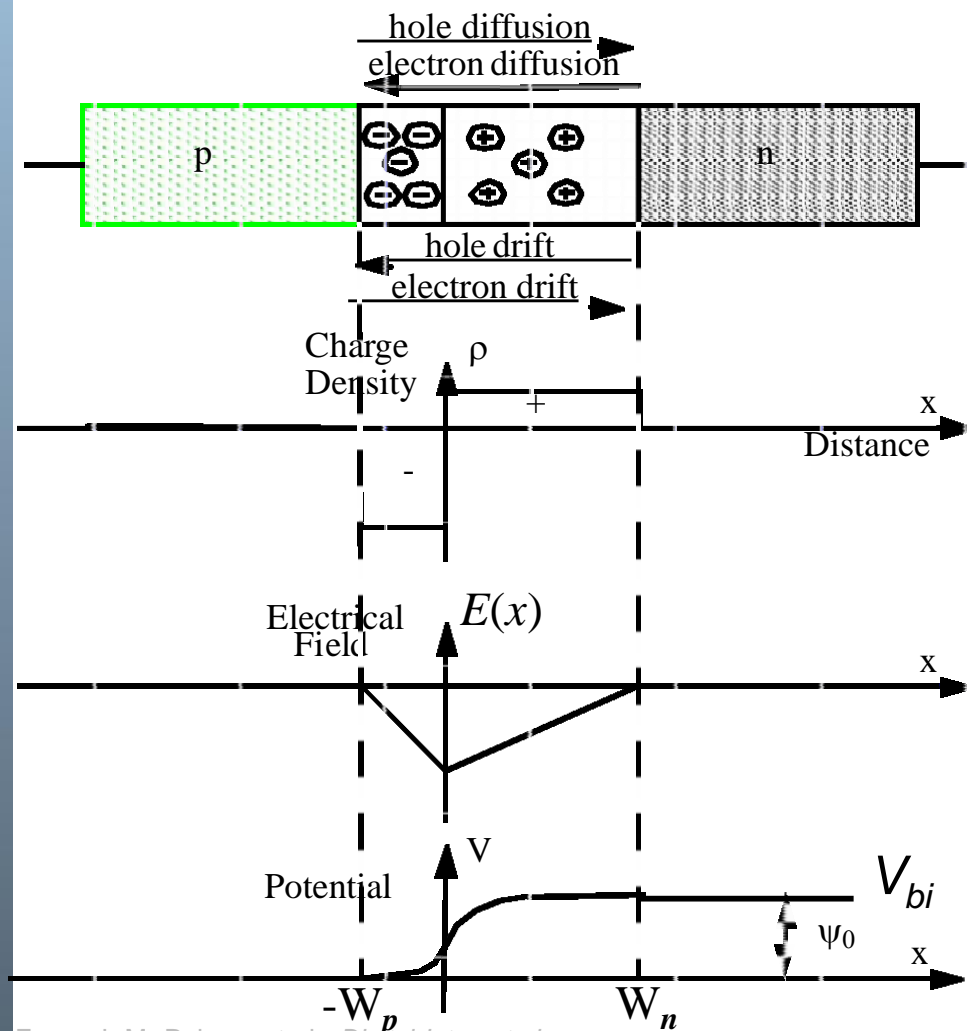 hole diffusion
electron diffusion
p
n
hole drift
electron drift
Charge
Density
ρ
+
-
x
Distance
Electrical
Field
E(x)
x
Potential
V
V_bi
ψ₀
x
-W_p
W_n